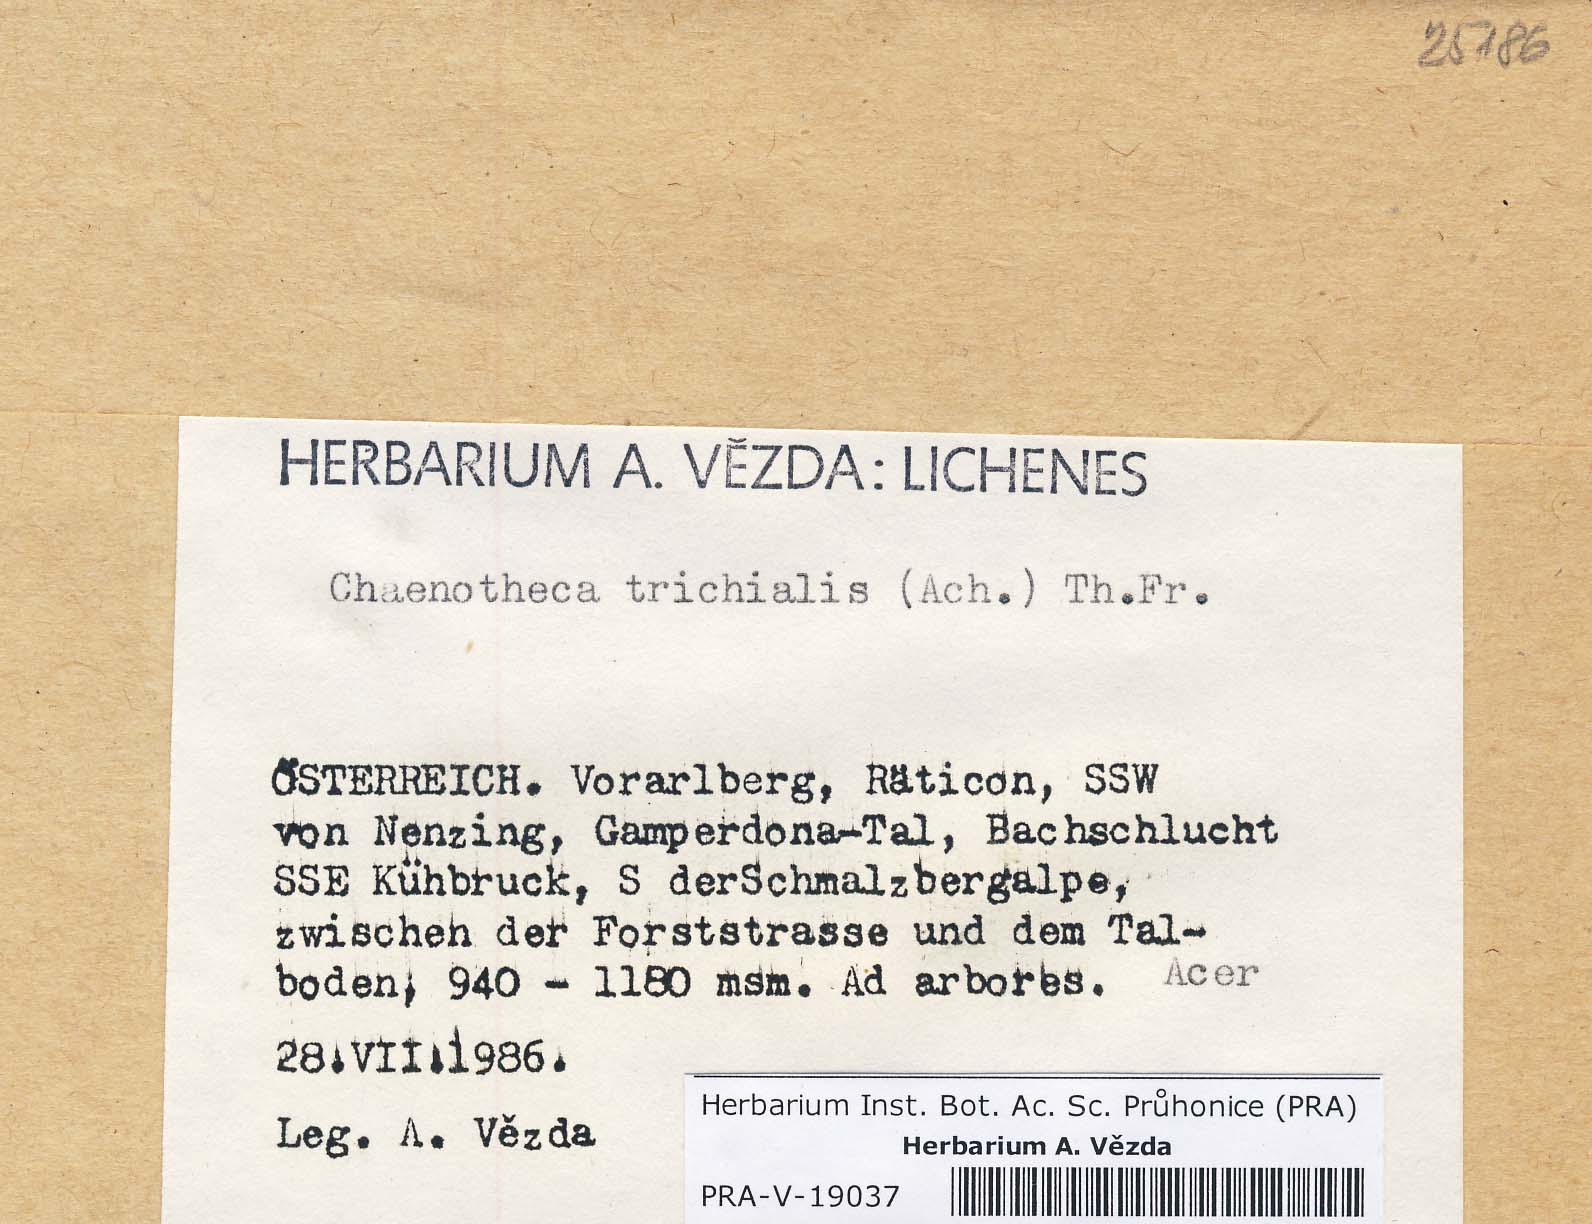 25186
HERBARIUM A. VĚZDA: LICHENES
Chaenotheca trichialis (Ach.) Th.Fr.
ÖSTERREICH. Vorarlberg, Räticon, SSW
von Nenzing, Gamperdona-Tal, Bachschlucht
SSE Kühbruck, S derSchmalzbergalpe,
zwischen der Forststrasse und dem Tal-
boden, 940 - 1180 msm. Ad arbores. Acer
28.VII.1986.
Leg. A. Vězda
Herbarium Inst. Bot. Ac. Sc. Průhonice (PRA)
Herbarium A. Vězda
PRA-V-19037